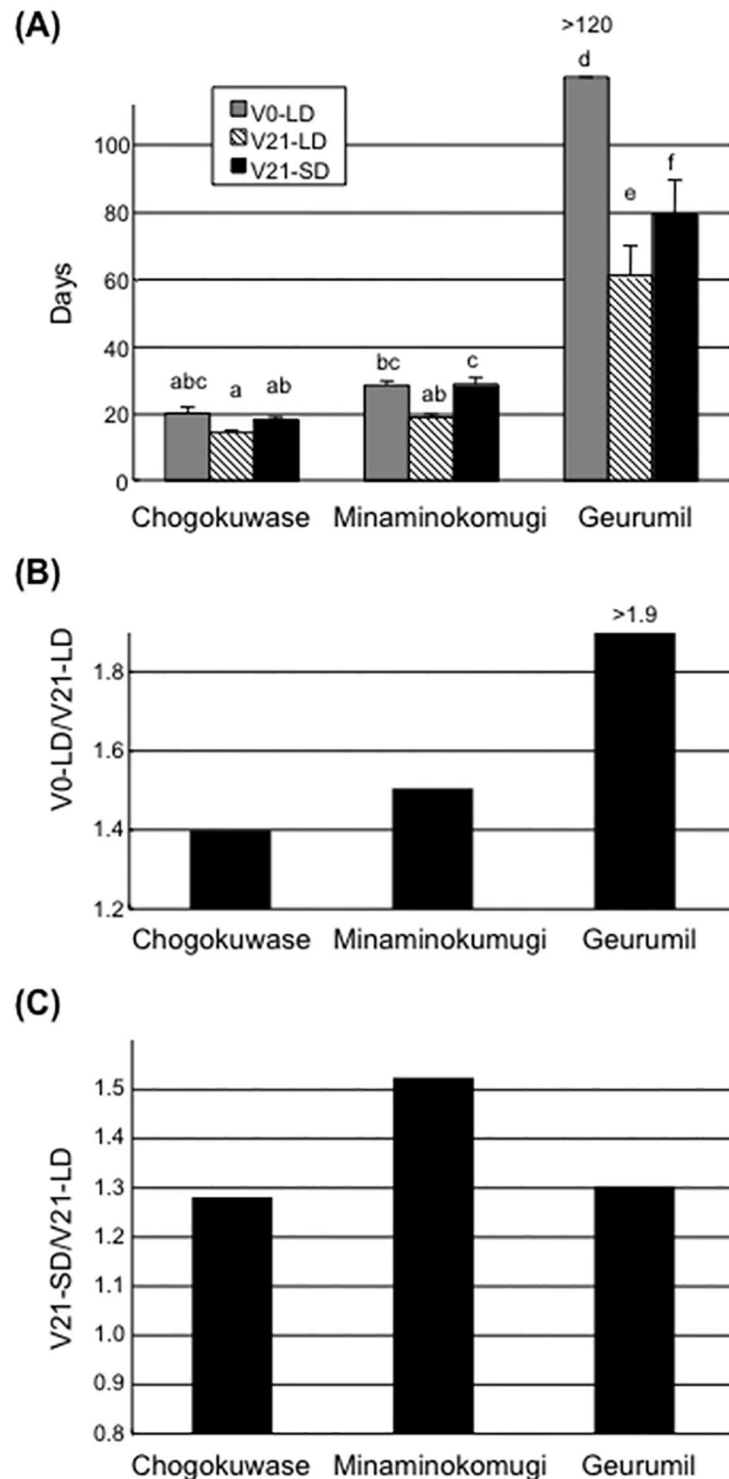 (A)
>120
d
V0-LD
V21-LD
V21-SD
100
80
60
40
20
0
Days
abc
a
ab
bc
ab
c
e
f
Chogokuwase Minaminokomugi Geurumil
(B)
>1.9
1.8
1.6
1.4
1.2
V0-LD/V21-LD
Chogokuwase Minaminokumugi Geurumil
(C)
1.5
1.4
1.3
1.2
1.1
1.0
0.9
0.8
V21-SD/V21-LD
Chogokuwase Minaminokomugi Geurumil